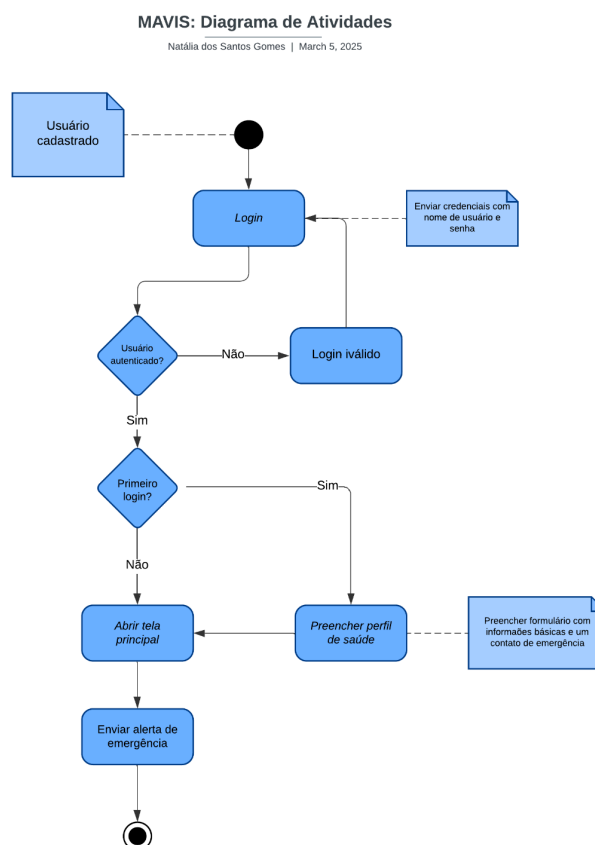 MAVIS: Diagrama de Atividades
Natália dos Santos Gomes | March 5, 2025
Usuário
cadastrado
Login
Enviar credenciais com
nome de usuário e
senha
Usuário
autenticado?
Não
Login iválido
Sim
Primeiro
login?
Sim
Não
Abrir tela
principal
Preencher perfil
de saúde
Preencher formulário com
informaões básicas e um
contato de emergência
Enviar alerta de
emergência